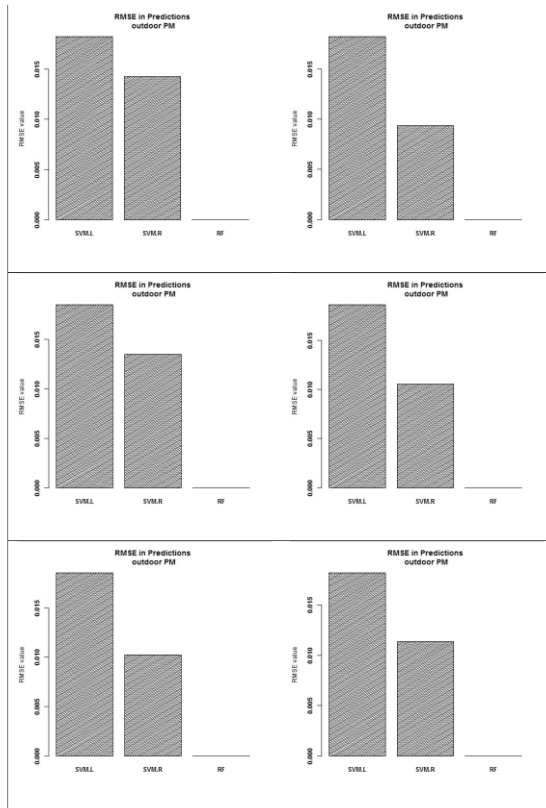 RMSE in Predictions
outdoor PM
RMSE value
0.000
0.005
0.010
0.015
SVM.L
SVM.R
RF
RMSE in Predictions
outdoor PM
RMSE value
0.000
0.005
0.010
0.015
SVM.L
SVM.R
RF
RMSE in Predictions
outdoor PM
RMSE value
0.000
0.005
0.010
0.015
SVM.L
SVM.R
RF
RMSE in Predictions
outdoor PM
RMSE value
0.000
0.005
0.010
0.015
SVM.L
SVM.R
RF
RMSE in Predictions
outdoor PM
RMSE value
0.000
0.005
0.010
0.015
SVM.L
SVM.R
RF
RMSE in Predictions
outdoor PM
RMSE value
0.000
0.005
0.010
0.015
SVM.L
SVM.R
RF